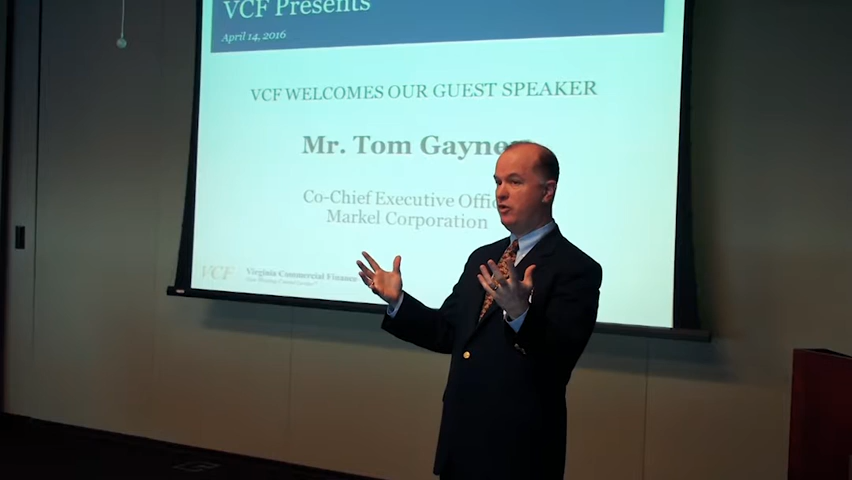 VCF Presents
April 14, 2016
VCF WELCOMES OUR GUEST SPEAKER
Mr. Tom Gayner
Co-Chief Executive Offic
Markel Corporation
VCF
Virginia Commercial Finance